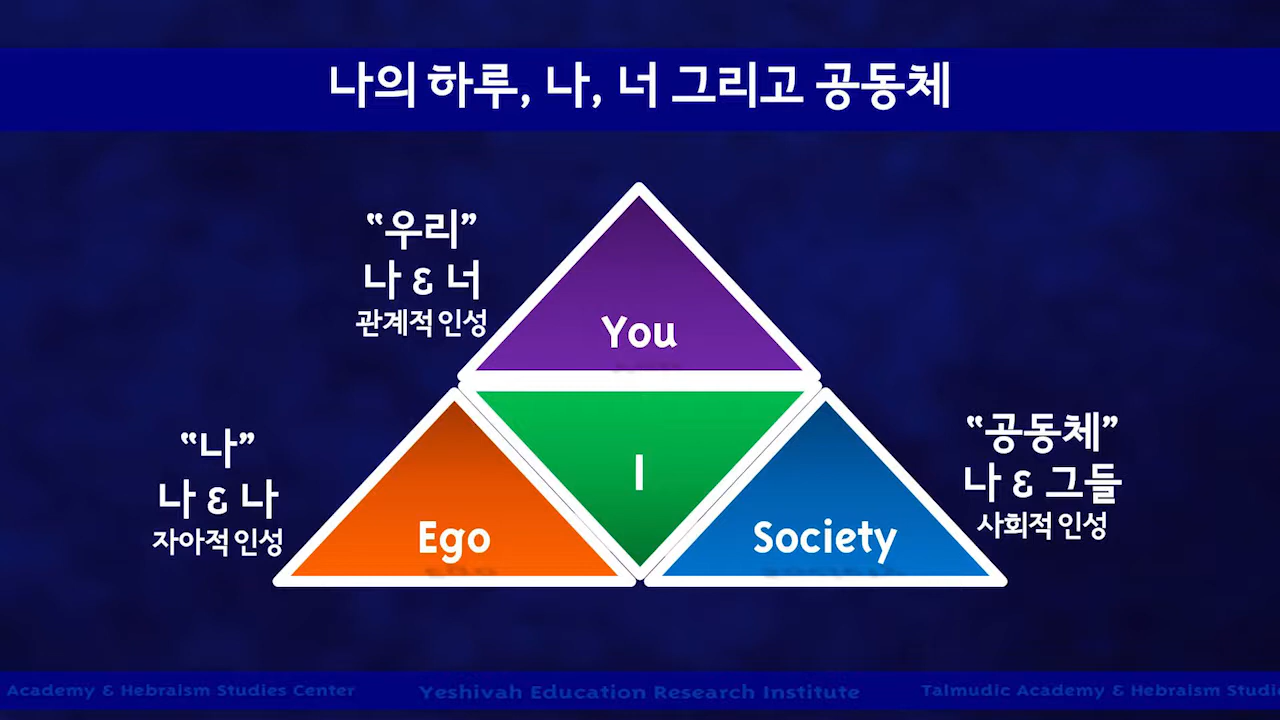 나의 하루, 나, 너 그리고 공동체
“우리”
나 & 너
관계적 인성
You
“나”
나 & 나
자아적 인성
Ego
I
Society
“공동체”
나 & 그들
사회적 인성
Academy & Hebraism Studies Center
Yeshivah Education Research Institute
Talmudic Academy & Hebraism Studie